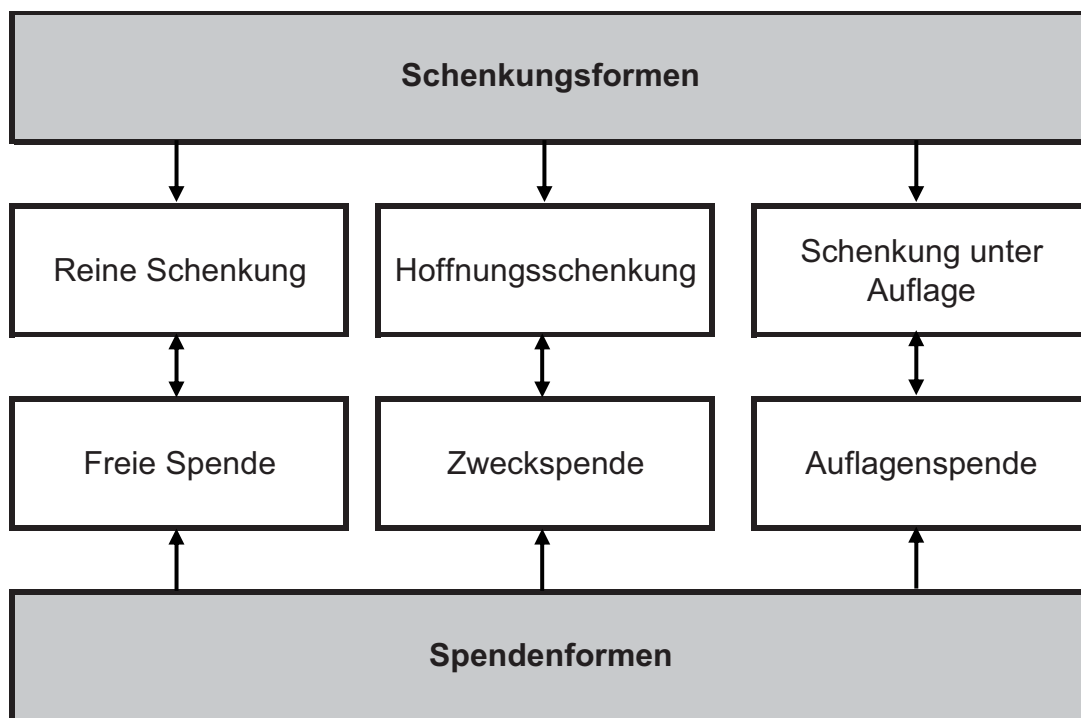 Schenkungsformen
Reine Schenkung
Hoffnungsschenkung
Schenkung unter
Auflage
Freie Spende
Zweckspende
Auflagenspende
Spendenformen